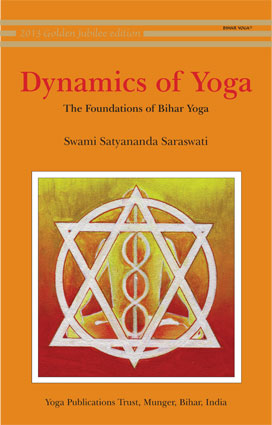 2013 Golden Jubilee edition
BIHAR YOGA®
Dynamics of Yoga
The Foundations of Bihar Yoga
Swami Satyananda Saraswati
Yoga Publications Trust, Munger, Bihar, India